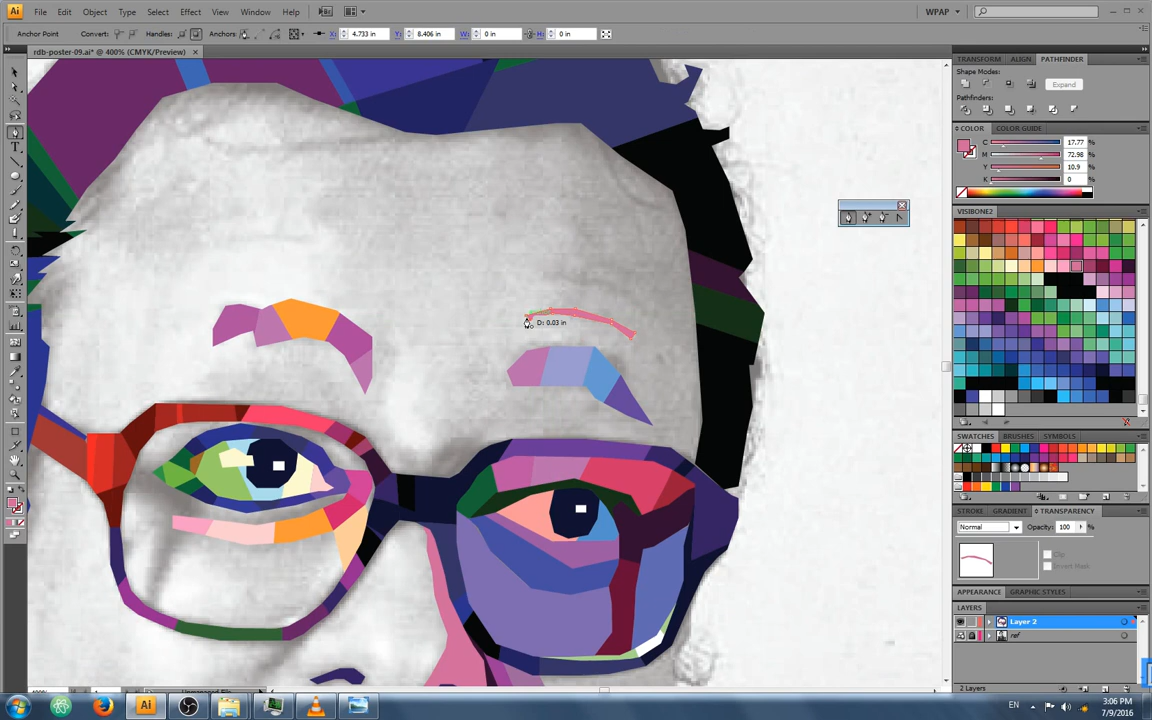 Ai File Edit Object Type Select Effect View Window Help WPAP
Anchor Point Convert: Handles: Anchors: X: 4.733 in Y: 8.406 in W: 0 in H: 0 in
rdb-poster-09.ai* @ 400% (CMYK/Preview)
TRANSFORM ALIGN PATHFINDER
Shape Modes:
Expand
Pathfinders:
COLOR COLOR GUIDE
C 17.77
M 72.98
Y 10.9
K 0
VISIBONE2
D: 0.03 in
SWATCHES BRUSHES SYMBOLS
STROKE GRADIENT TRANSPARENCY
Normal Opacity: 100 %
Clip
Invert Mask
APPEARANCE GRAPHIC STYLES
LAYERS
Layer 2
ref
2 Layers
Ai
EN
3:06 PM
7/9/2016